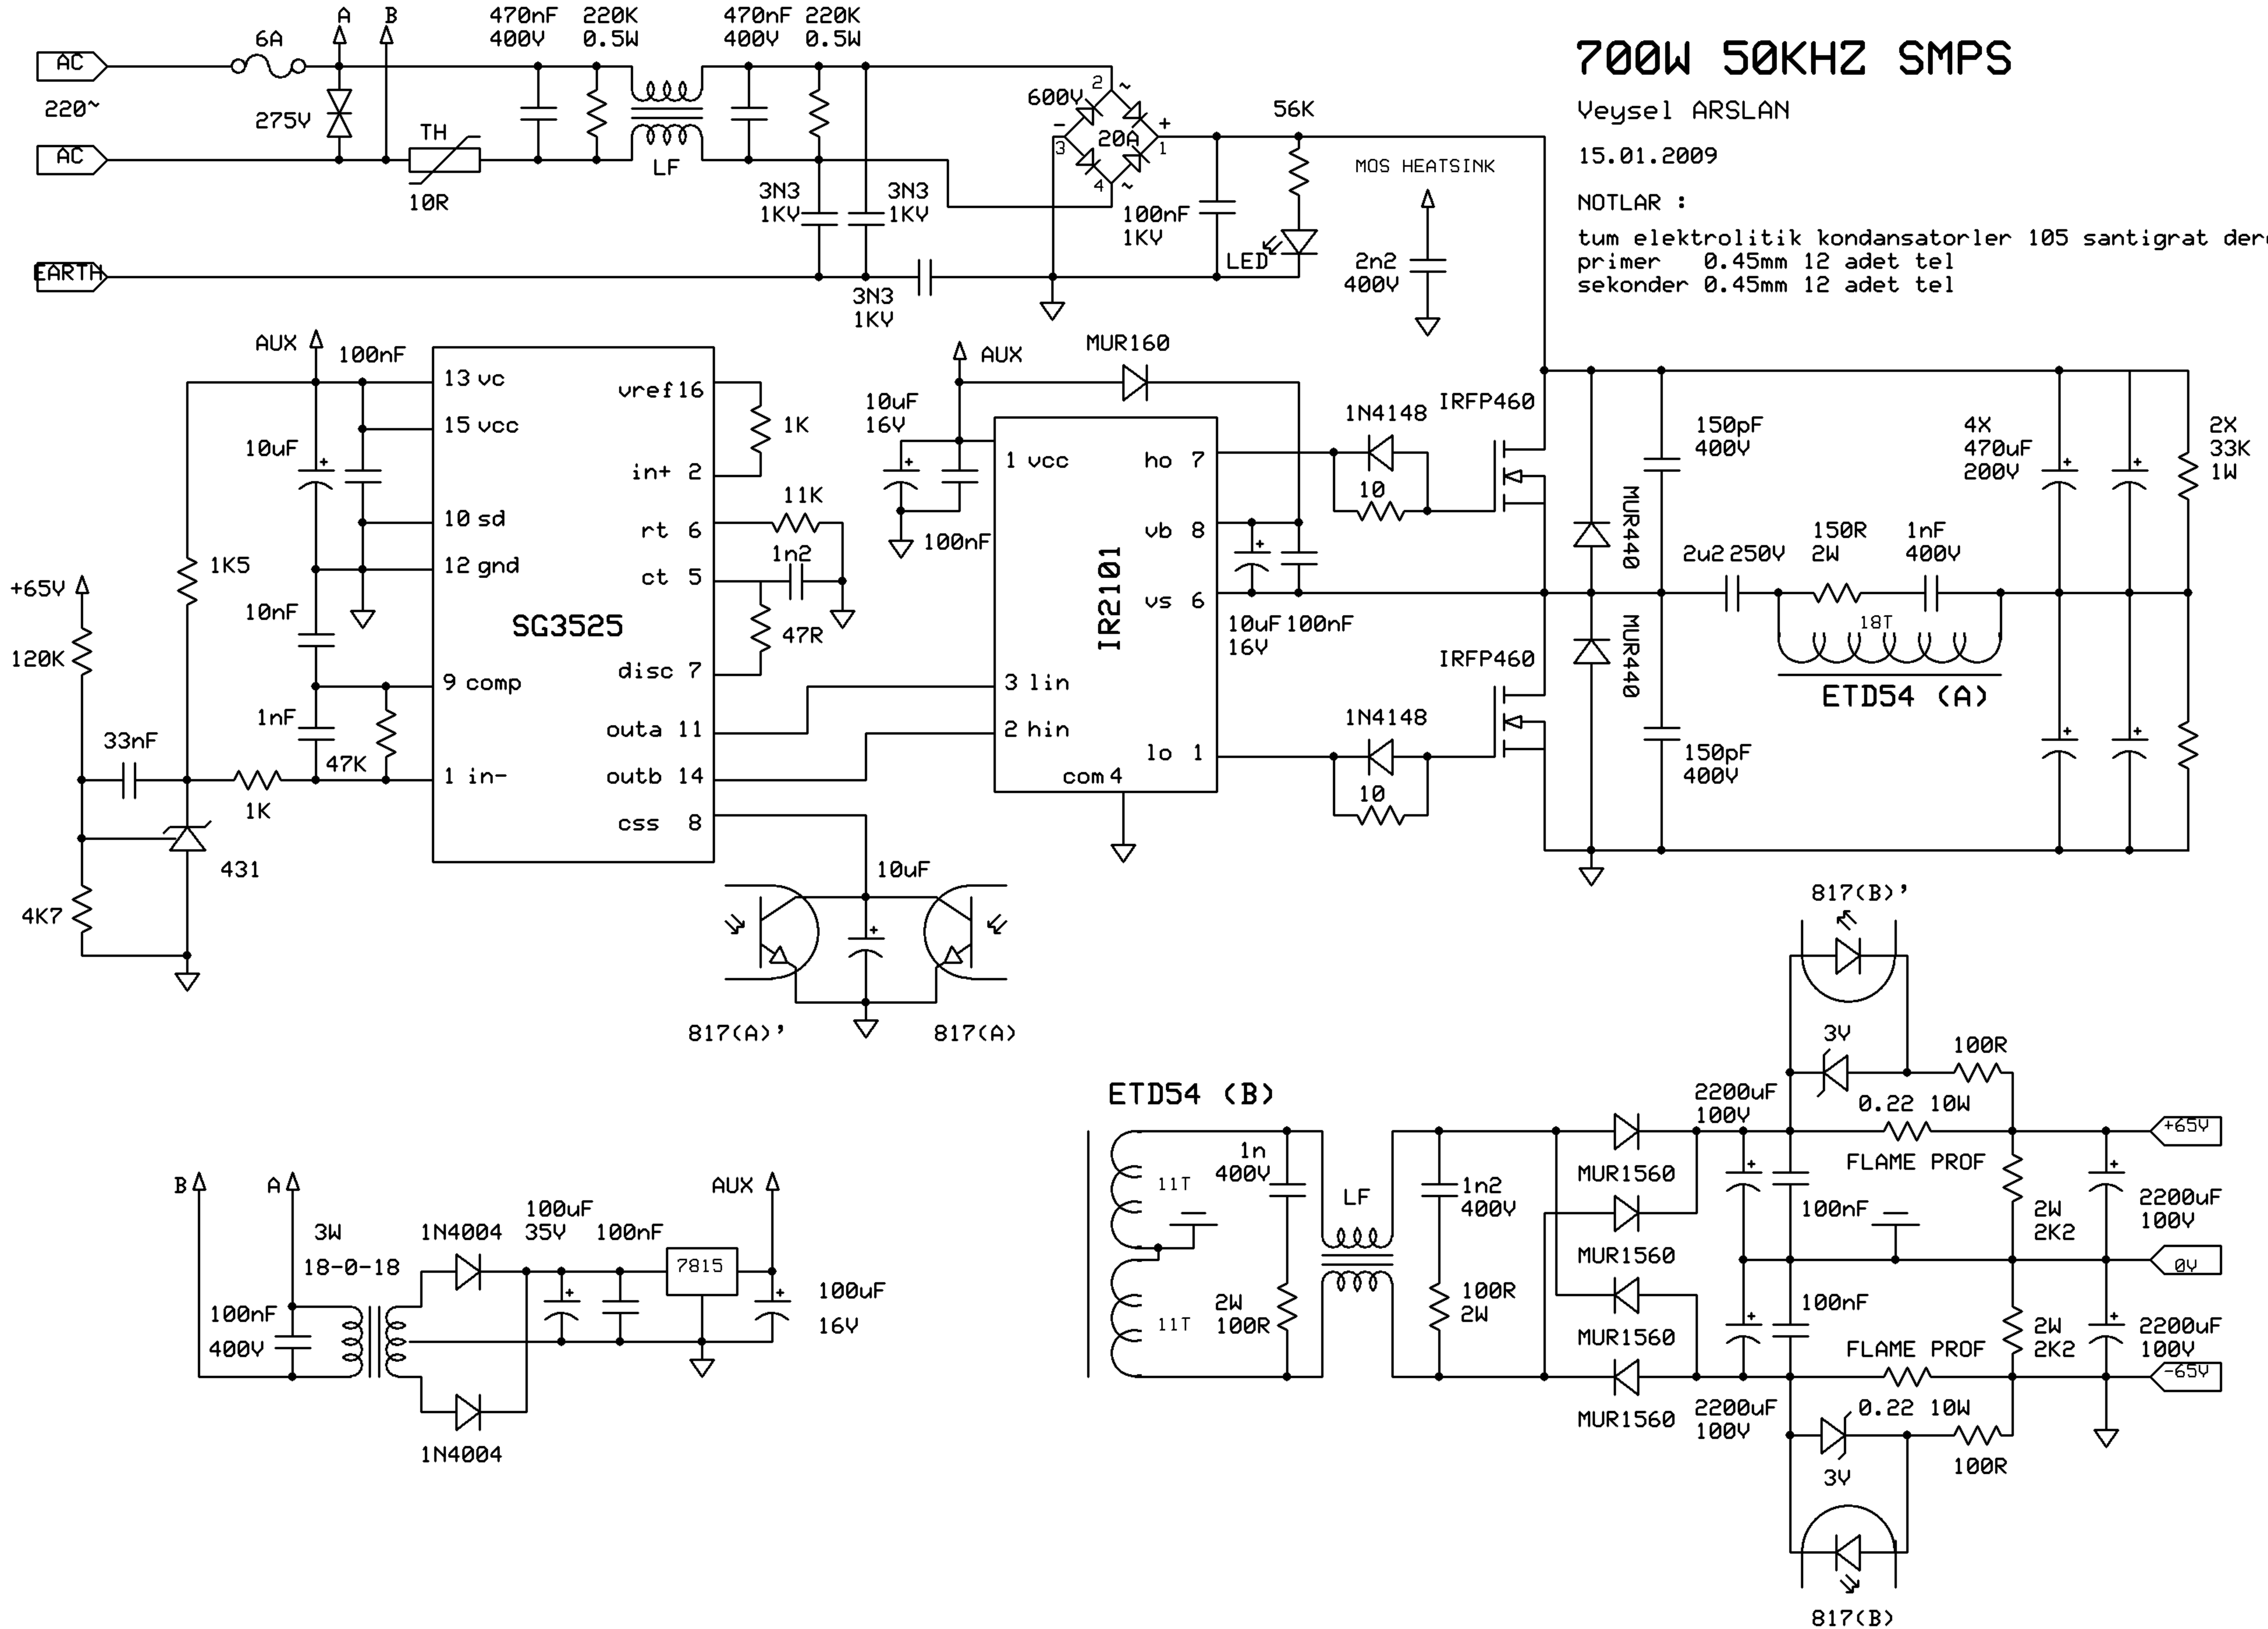 700W 50KHZ SMPS
Veysel ARSLAN
15.01.2009
NOTLAR :
tum elektrolitik kondansatorler 105 santigrat
primer 0.45mm 12 adet tel
sekonder 0.45mm 12 adet tel
AC
220~
AC
EARTH
6A
A
B
275V
TH
10R
470nF
400V
220K
0.5W
LF
470nF
400V
220K
0.5W
3N3
1KV
3N3
1KV
3N3
1KV
600V
20A
2
~
+
1
-
3
4
~
100nF
1KV
56K
LED
MOS HEATSINK
2n2
400V
AUX
100nF
10uF
10nF
1nF
47K
1K5
+65V
120K
33nF
1K
431
4K7
13 vc
15 vcc
10 sd
12 gnd
9 comp
1 in-
SG3525
vref 16
in+ 2
rt 6
ct 5
disc 7
outa 11
outb 14
css 8
1K
11K
1n2
47R
10uF
817(A)'
817(A)
AUX
MUR160
10uF
16V
100nF
1 vcc
3 lin
2 hin
IR2101
ho 7
vb 8
vs 6
lo 1
com 4
10uF
16V
100nF
1N4148
10
IRFP460
1N4148
10
IRFP460
MUR440
MUR440
150pF
400V
150pF
400V
2u2 250V
150R
2W
1nF
400V
18T
ETD54 (A)
4X
470uF
200V
2X
33K
1W
B
A
3W
18-0-18
100nF
400V
1N4004
1N4004
100uF
35V
100nF
7815
AUX
100uF
16V
ETD54 (B)
11T
11T
1n
400V
2W
100R
LF
1n2
400V
100R
2W
MUR1560
MUR1560
MUR1560
MUR1560
2200uF
100V
2200uF
100V
817(B)'
3V
100R
0.22 10W
FLAME PROF
100nF
100nF
2W
2K2
2W
2K2
FLAME PROF
0.22 10W
3V
100R
817(B)
2200uF
100V
2200uF
100V
+65V
0V
-65V